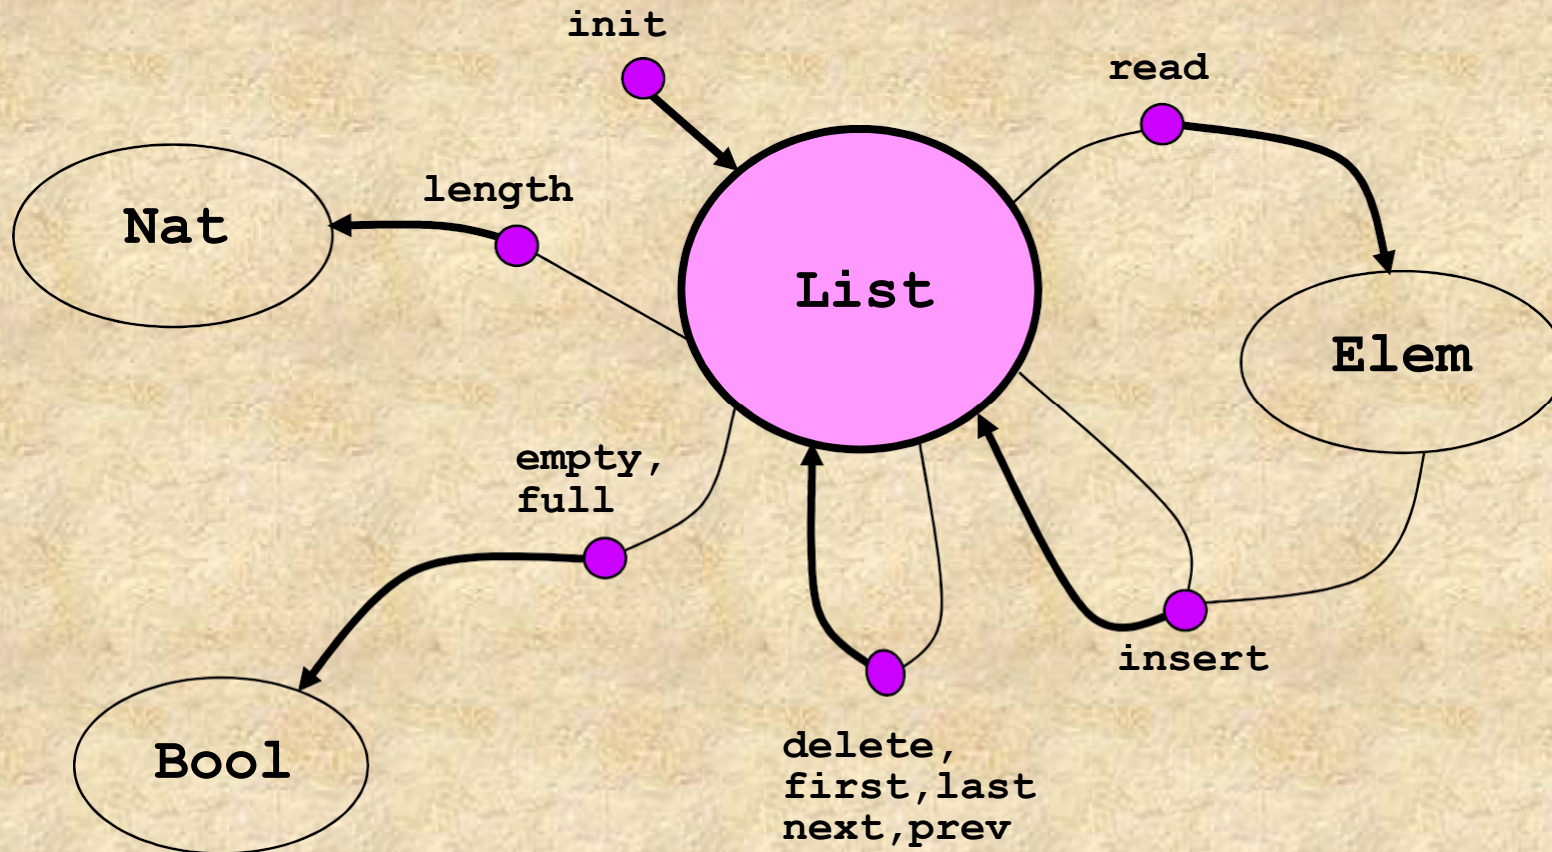 init
read
length
Nat
List
Elem
empty,
full
insert
Bool
delete,
first,last
next,prev